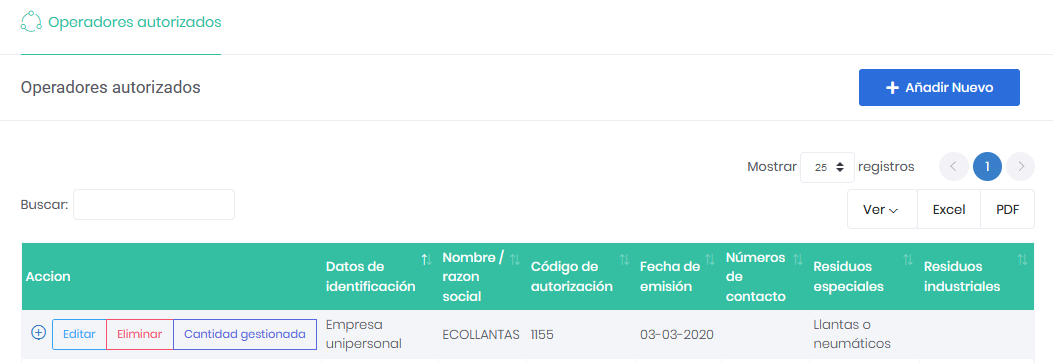 Operadores autorizados
Operadores autorizados
Añadir Nuevo
Mostrar 25 registros 1
Buscar:
Ver Excel PDF
Accion
Datos de
identificación
Nombre /
razon
social
Código de
autorización
Fecha de
emisión
Números
de
contacto
Residuos
especiales
Residuos
industriales
Editar Eliminar Cantidad gestionada
Empresa
unipersonal
ECOLLANTAS
1155
03-03-2020
Llantas o
neumáticos